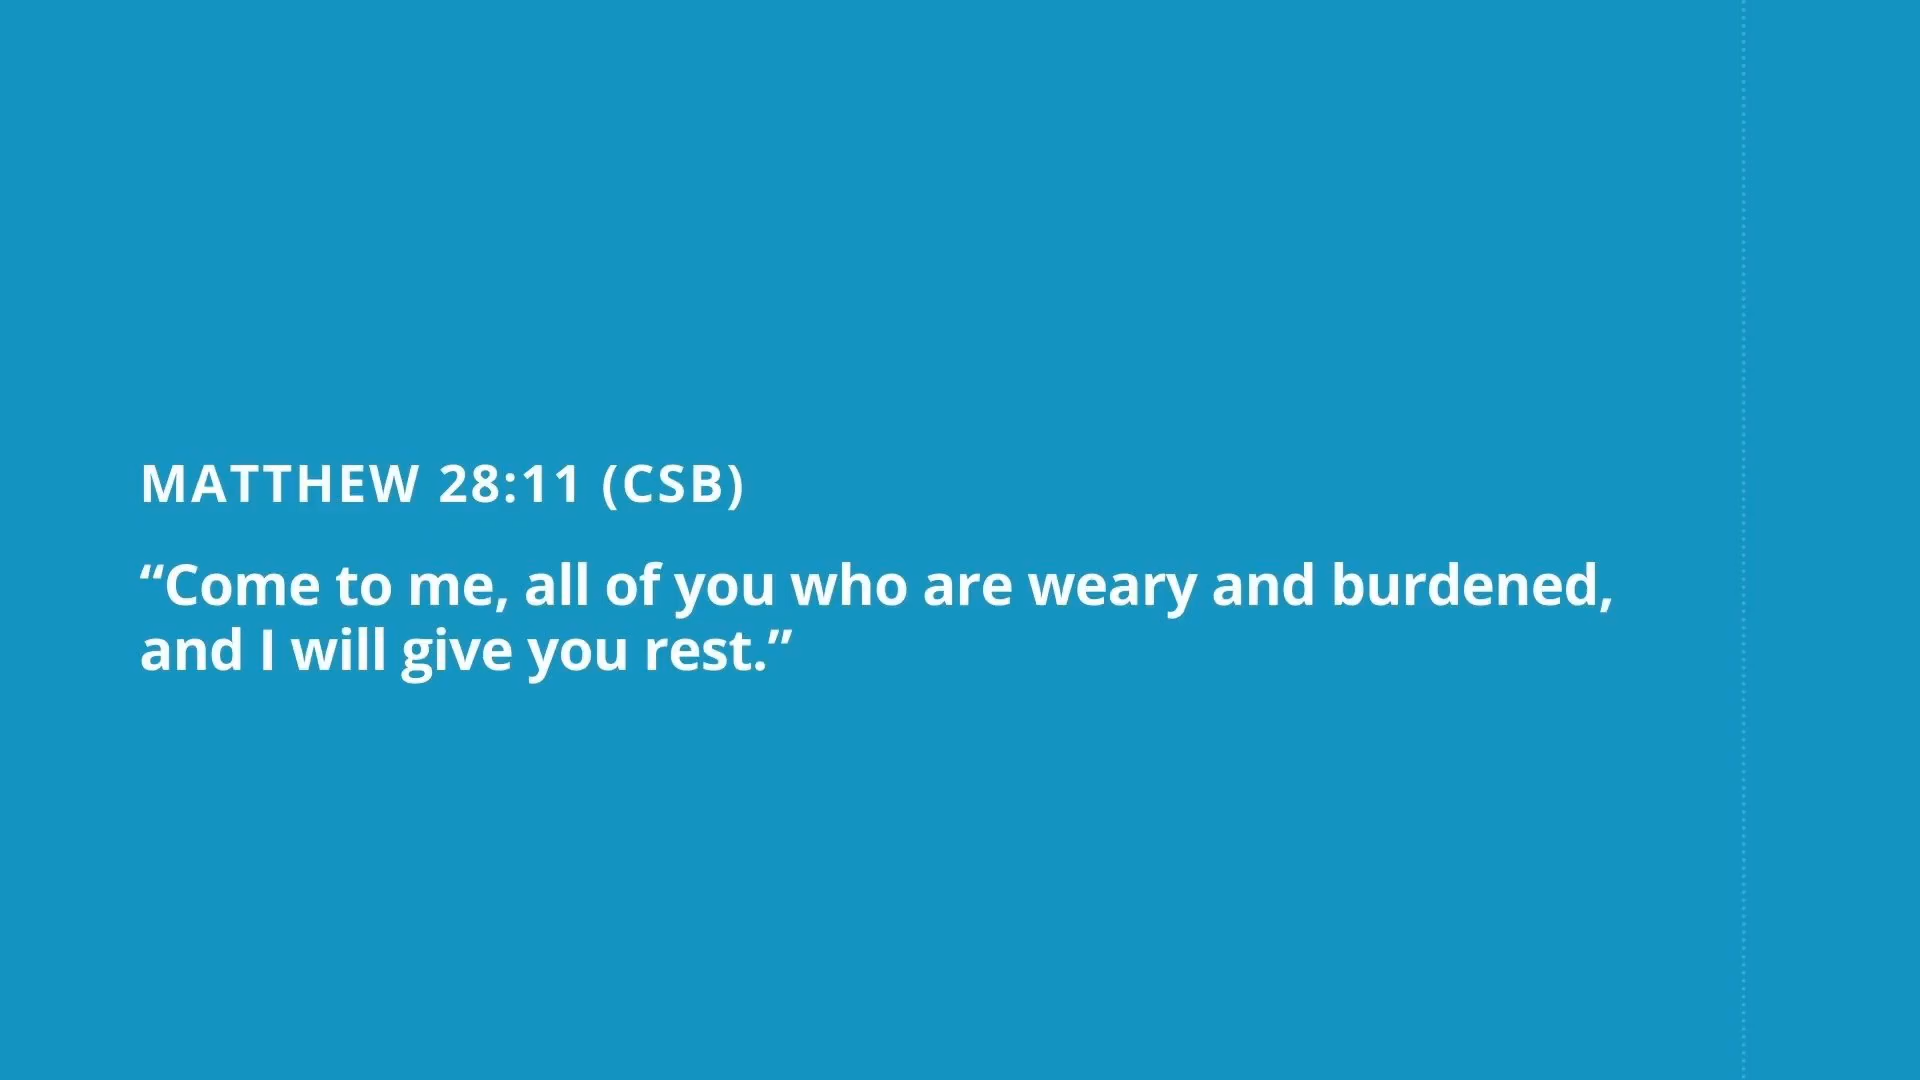 MATTHEW 28:11 (CSB)
“Come to me, all of you who are weary and burdened,
and I will give you rest.”